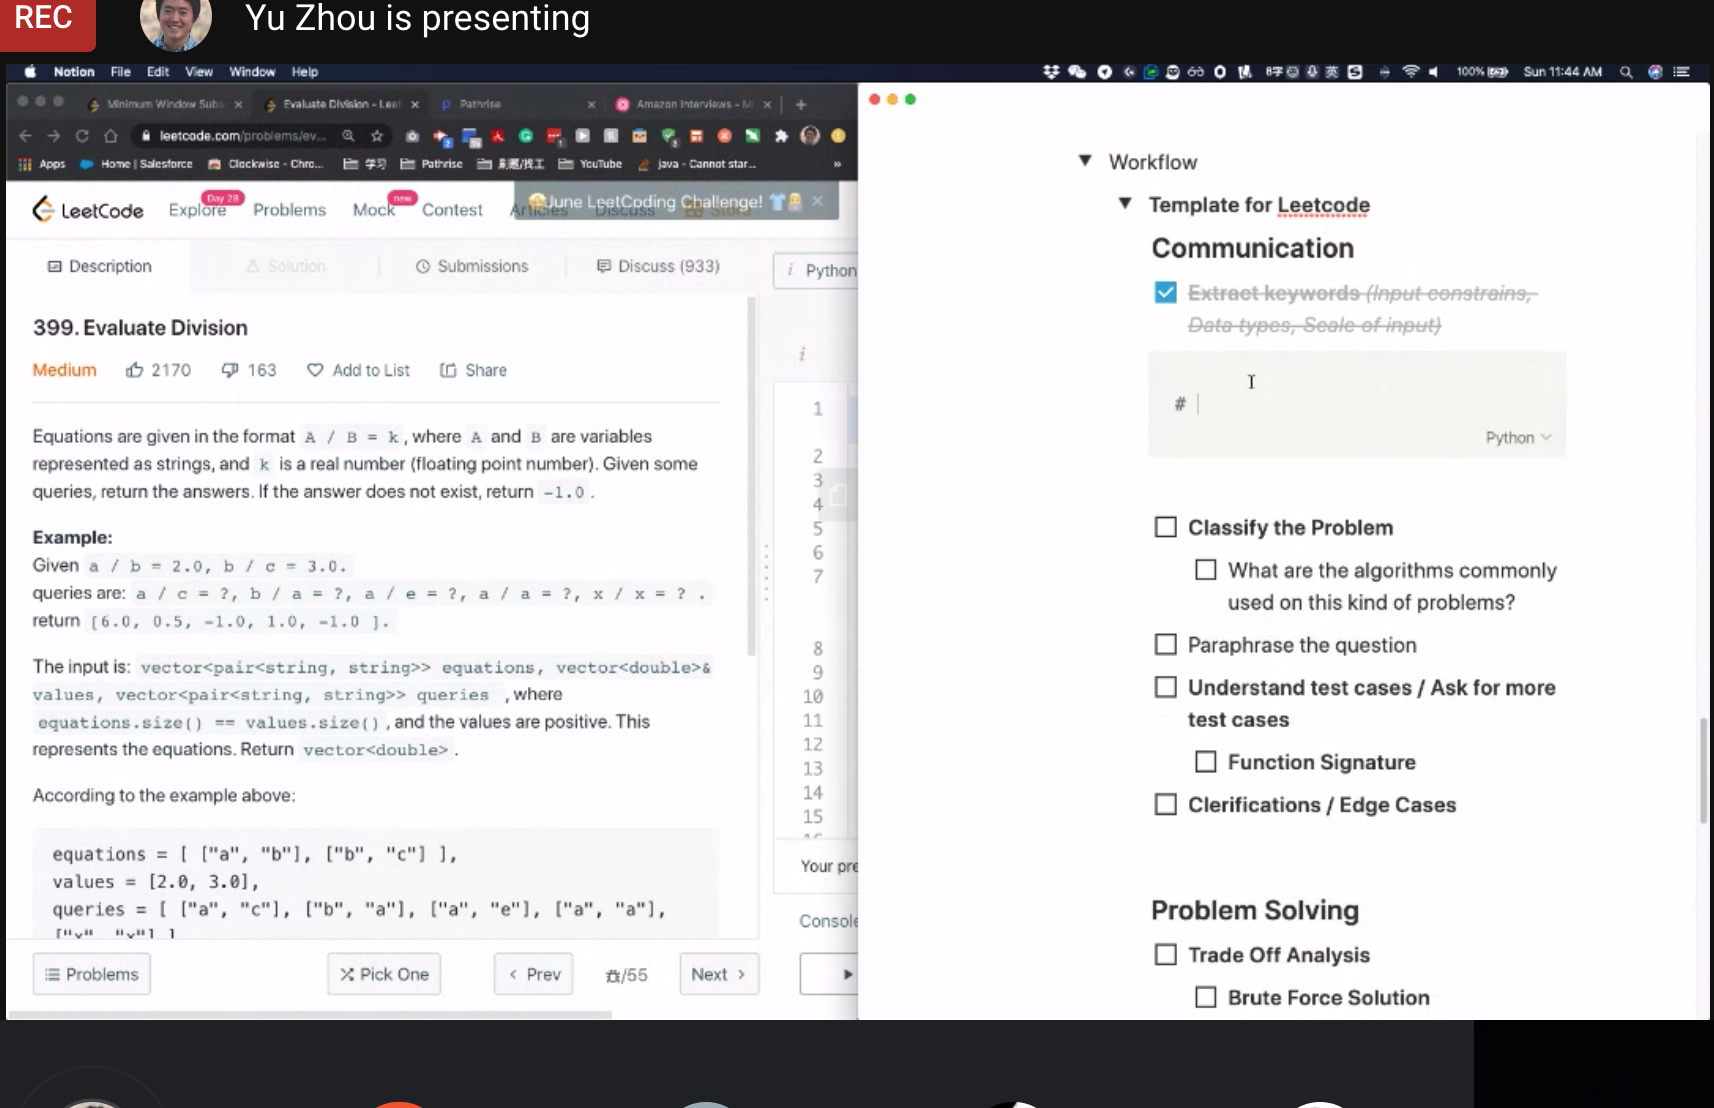 REC
Yu Zhou is presenting
Notion File Edit View Window Help
100% Sun 11:44 AM
Minimum Window Subs × Evaluate Division - Leet × Pathrise × Amazon Interviews - Mi × +
leetcode.com/problems/ev...
Apps Home | Salesforce Clockwise - Chro... 学习 Pathrise 刷题/找工 YouTube java - Cannot star... »
LeetCode Explore Day 28 Problems Mock new Contest Articles Discuss Store
June LeetCoding Challenge! ×
Description Solution Submissions Discuss (933)
i Python
399. Evaluate Division
Medium 2170 163 Add to List Share
i
Equations are given in the format A / B = k, where A and B are variables
represented as strings, and k is a real number (floating point number). Given some
queries, return the answers. If the answer does not exist, return -1.0 .
Example:
Given a / b = 2.0, b / c = 3.0.
queries are: a / c = ?, b / a = ?, a / e = ?, a / a = ?, x / x = ? .
return [6.0, 0.5, -1.0, 1.0, -1.0 ].
The input is: vector<pair<string, string>> equations, vector<double>&
values, vector<pair<string, string>> queries , where
equations.size() == values.size() , and the values are positive. This
represents the equations. Return vector<double> .
According to the example above:
equations = [ ["a", "b"], ["b", "c"] ],
values = [2.0, 3.0],
queries = [ ["a", "c"], ["b", "a"], ["a", "e"], ["a", "a"],
["x", "x"] ]
Problems Pick One < Prev /55 Next >
1
2
3
4
5
6
7
8
9
10
11
12
13
14
15
16
Your pre
Console
Workflow
Template for Leetcode
Communication
Extract keywords (Input constrains,
Data types, Scale of input)
#
Python
Classify the Problem
What are the algorithms commonly
used on this kind of problems?
Paraphrase the question
Understand test cases / Ask for more
test cases
Function Signature
Clerifications / Edge Cases
Problem Solving
Trade Off Analysis
Brute Force Solution